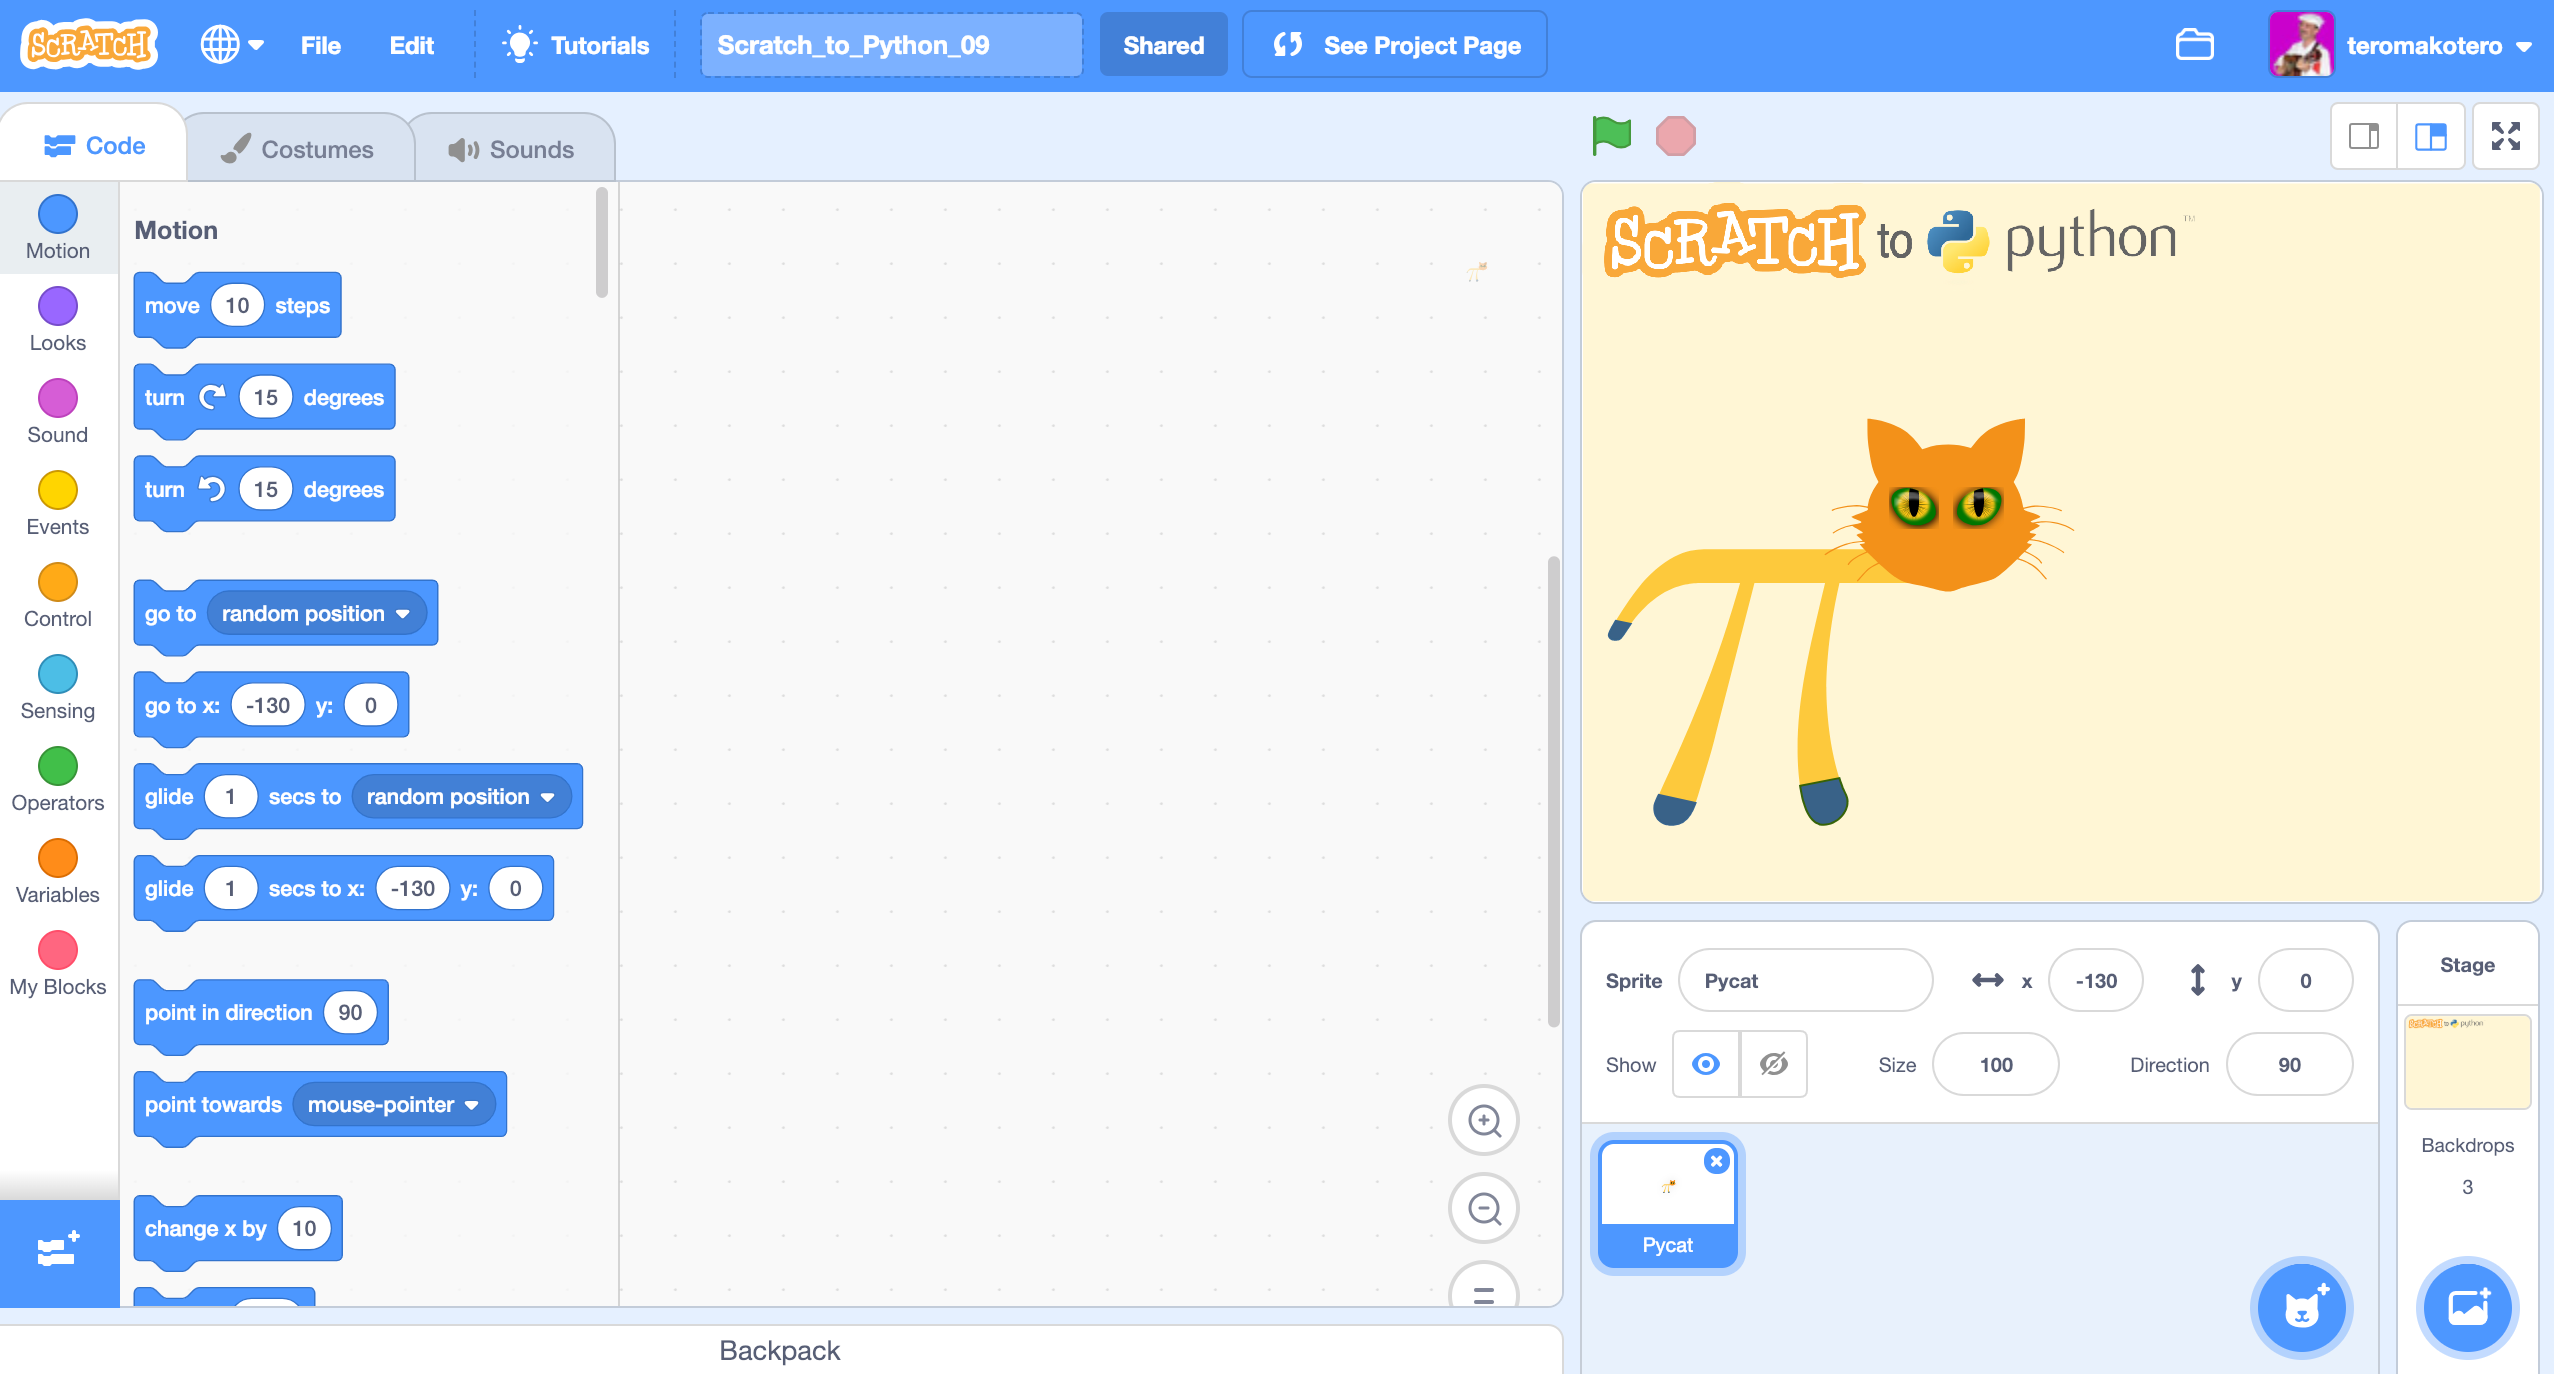 SCRATCH
File
Edit
Tutorials
Scratch_to_Python_09
Shared
See Project Page
teromakotero
Code
Costumes
Sounds
Motion
Looks
Sound
Events
Control
Sensing
Operators
Variables
My Blocks
Motion
move 10 steps
turn 15 degrees
turn 15 degrees
go to random position
go to x: -130 y: 0
glide 1 secs to random position
glide 1 secs to x: -130 y: 0
point in direction 90
point towards mouse-pointer
change x by 10
Backpack
SCRATCH to python™
Sprite Pycat x -130 y 0
Show Size 100 Direction 90
Pycat
Stage
SCRATCH to python
Backdrops
3